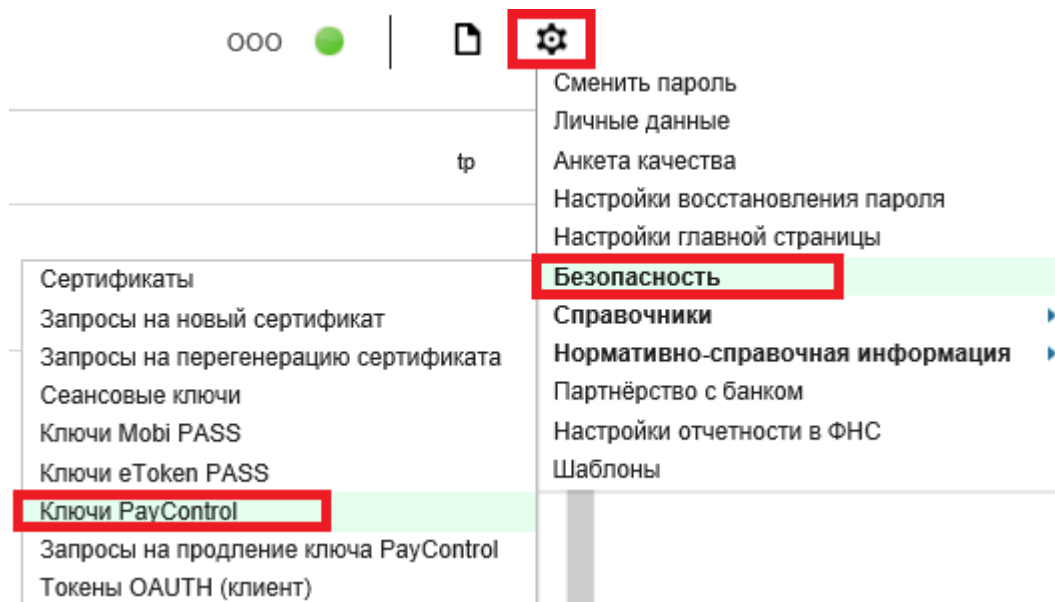 ООО
Сменить пароль
Личные данные
tp
Анкета качества
Настройки восстановления пароля
Настройки главной страницы
Безопасность
Справочники
Нормативно-справочная информация
Партнёрство с банком
Настройки отчетности в ФНС
Шаблоны
Сертификаты
Запросы на новый сертификат
Запросы на перегенерацию сертификата
Сеансовые ключи
Ключи Mobi PASS
Ключи eToken PASS
Ключи PayControl
Запросы на продление ключа PayControl
Токены OAUTH (клиент)